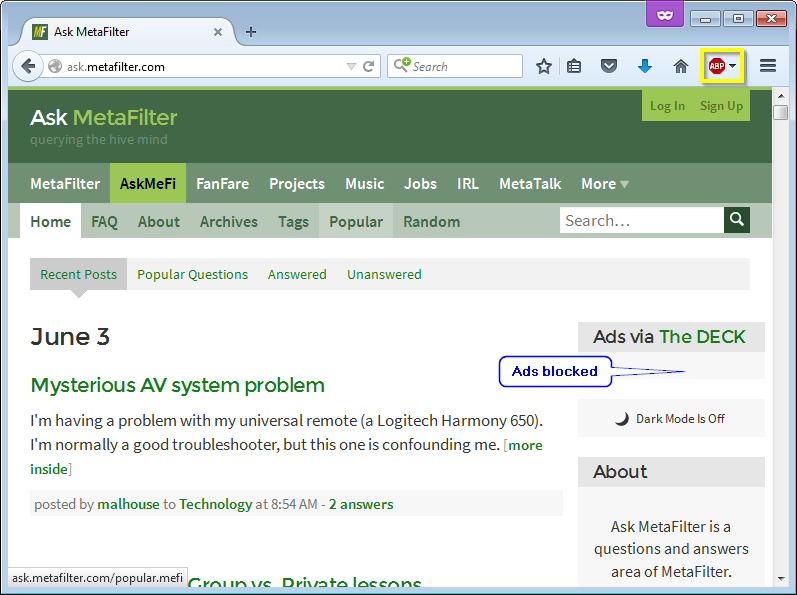 MF Ask MetaFilter
ask.metafilter.com
Search
ABP
Ask MetaFilter
querying the hive mind
Log In Sign Up
MetaFilter AskMeFi FanFare Projects Music Jobs IRL MetaTalk More
Home FAQ About Archives Tags Popular Random
Search...
Recent Posts Popular Questions Answered Unanswered
June 3
Mysterious AV system problem
I'm having a problem with my universal remote (a Logitech Harmony 650).
I'm normally a good troubleshooter, but this one is confounding me. [more
inside]
posted by malhouse to Technology at 8:54 AM - 2 answers
Group vs. Private lessons
Ads via The DECK
Ads blocked
Dark Mode Is Off
About
Ask MetaFilter is a
questions and answers
area of MetaFilter.
ask.metafilter.com/popular.mefi